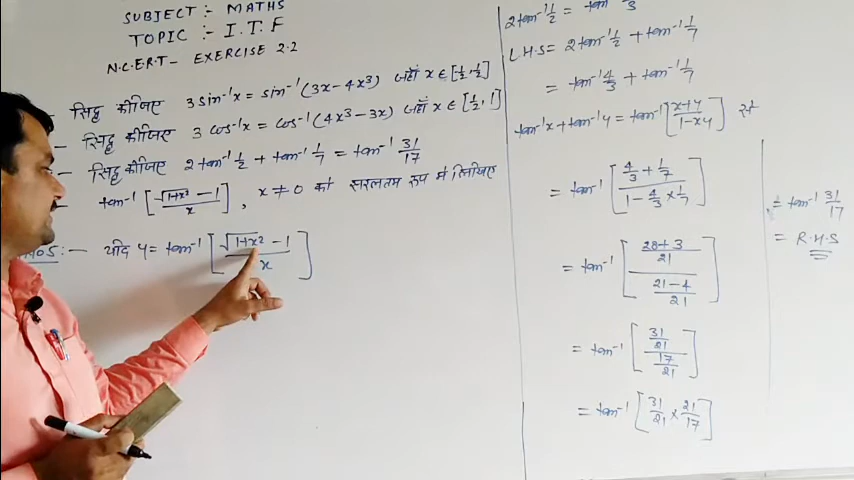 SUBJECT :- MATHS
TOPIC :- I.T.F
N.C.E.R.T - EXERCISE 2.2
- सिद्ध कीजिए 3 sin⁻¹x = sin⁻¹(3x - 4x³) जहाँ x ∈ [-1/2, 1/2]
- सिद्ध कीजिए 3 cos⁻¹x = cos⁻¹(4x³ - 3x) जहाँ x ∈ [1/2, 1]
- सिद्ध कीजिए 2 tan⁻¹ 1/2 + tan⁻¹ 1/7 = tan⁻¹ 31/17
- tan⁻¹ [(√(1+x²) - 1)/x], x ≠ 0 को सरलतम रूप में लिखिए
:- यदि y = tan⁻¹ [(√(1+x²) - 1)/x]
2 tan⁻¹ 1/2 = tan⁻¹ 4/3
L.H.S = 2 tan⁻¹ 1/2 + tan⁻¹ 1/7
= tan⁻¹ 4/3 + tan⁻¹ 1/7
tan⁻¹x + tan⁻¹y = tan⁻¹ [(x+y)/(1-xy)] से
= tan⁻¹ [(4/3 + 1/7)/(1 - 4/3 × 1/7)]
= tan⁻¹ [((28+3)/21)/((21-4)/21)]
= tan⁻¹ [(31/21)/(17/21)]
= tan⁻¹ [31/21 × 21/17]
= tan⁻¹ 31/17
= R.H.S